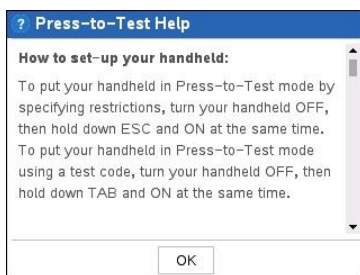 ? Press-to-Test Help
How to set-up your handheld:
To put your handheld in Press-to-Test mode by
specifying restrictions, turn your handheld OFF,
then hold down ESC and ON at the same time.
To put your handheld in Press-to-Test mode
using a test code, turn your handheld OFF, then
hold down TAB and ON at the same time.
OK